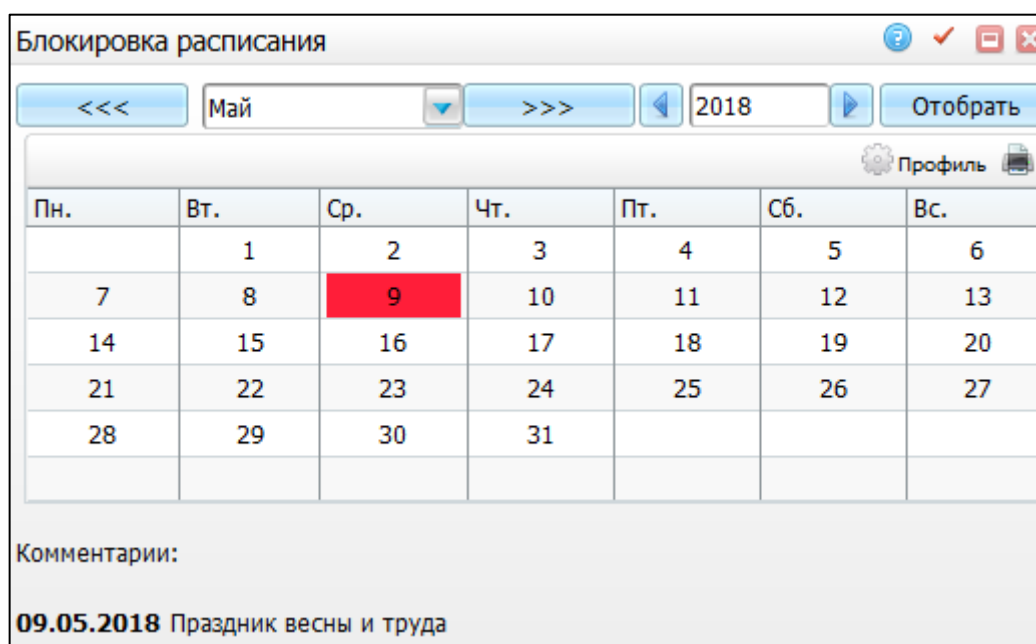 Блокировка расписания
<<< Май >>> 2018 Отобрать
Профиль
Пн. Вт. Ср. Чт. Пт. Сб. Вс.
1 2 3 4 5 6
7 8 9 10 11 12 13
14 15 16 17 18 19 20
21 22 23 24 25 26 27
28 29 30 31
Комментарии:
09.05.2018 Праздник весны и труда